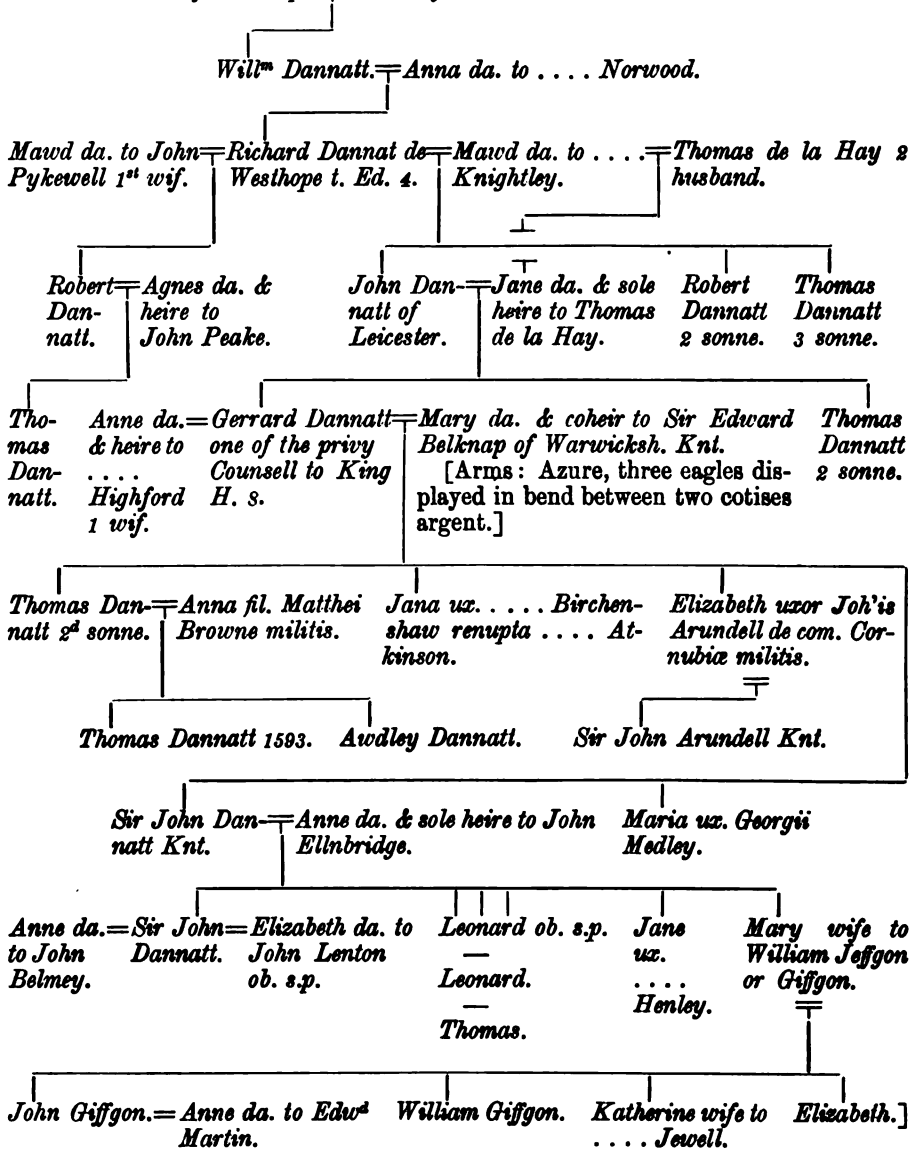 Will^m Dannatt.=Anna da. to .... Norwood.
Mawd da. to John=Richard Dannat de=Mawd da. to ....=Thomas de la Hay 2
Pykewell 1^st wif. Westhope t. Ed. 4. Knightley. husband.
Robert=Agnes da. & John Dan-=Jane da. & sole Robert Thomas
Dan- heire to natt of heire to Thomas Dannatt Dannatt
natt. John Peake. Leicester. de la Hay. 2 sonne. 3 sonne.
Tho- Anne da.=Gerrard Dannatt=Mary da. & coheir to Sir Edward Thomas
mas & heire to one of the privy Belknap of Warwicksh. Knt. Dannatt
Dan- .... Counsell to King [Arms: Azure, three eagles dis- 2 sonne.
natt. Highford H. 8. played in bend between two cotises
1 wif. argent.]
Thomas Dan-=Anna fil. Matthei Jana ux. .... Birchen- Elizabeth uxor Joh'is
natt 2^d sonne. Browne militis. shaw renupta .... At- Arundell de com. Cor-
kinson. nubiæ militis.
Thomas Dannatt 1593. Awdley Dannatt. Sir John Arundell Knt.
Sir John Dan-=Anne da. & sole heire to John Maria ux. Georgii
natt Knt. Ellnbridge. Medley.
Anne da.=Sir John=Elizabeth da. to Leonard ob. s.p. Jane Mary wife to
to John Dannatt. John Lenton — ux. William Jeffgon
Belmey. ob. s.p. Leonard. .... or Giffgon.
— Henley.
Thomas.
John Giffgon.=Anne da. to Edw^d William Giffgon. Katherine wife to Elizabeth.]
Martin. .... Jewell.